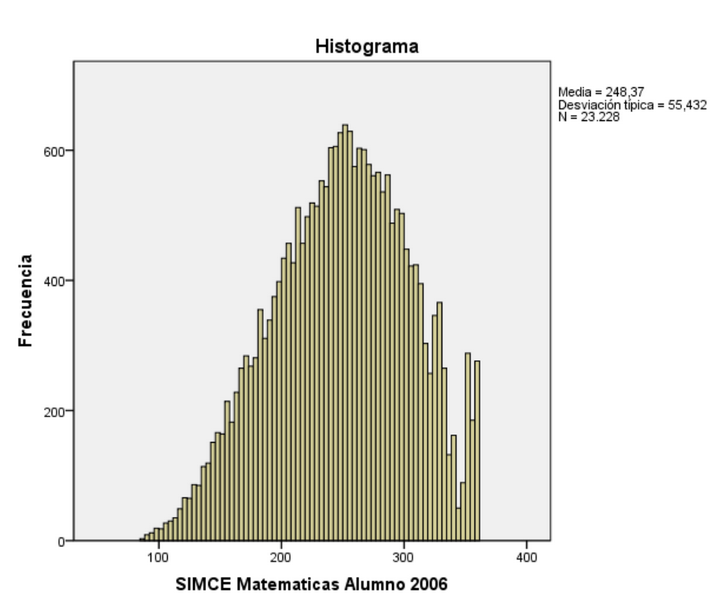 Histograma
Media = 248,37
Desviación típica = 55,432
N = 23.228
600
400
200
0
Frecuencia
100 200 300 400
SIMCE Matematicas Alumno 2006